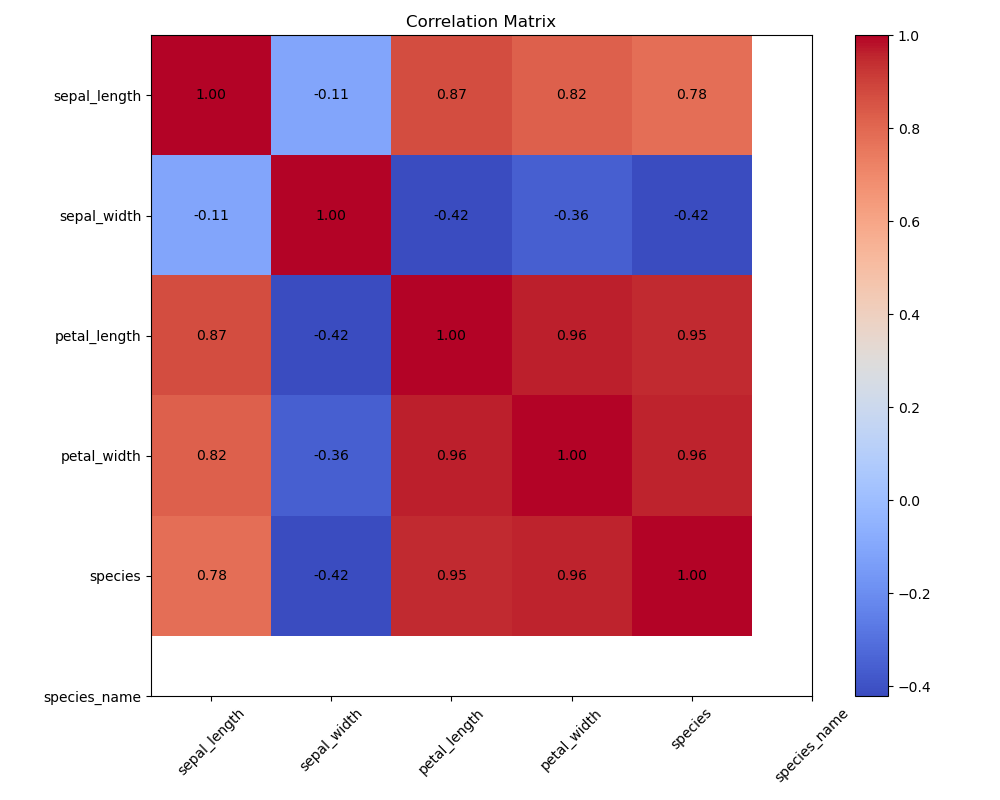 Correlation Matrix
sepal_length 1.00 -0.11 0.87 0.82 0.78
sepal_width -0.11 1.00 -0.42 -0.36 -0.42
petal_length 0.87 -0.42 1.00 0.96 0.95
petal_width 0.82 -0.36 0.96 1.00 0.96
species 0.78 -0.42 0.95 0.96 1.00
species_name
sepal_length sepal_width petal_length petal_width species species_name
1.0
0.8
0.6
0.4
0.2
0.0
−0.2
−0.4